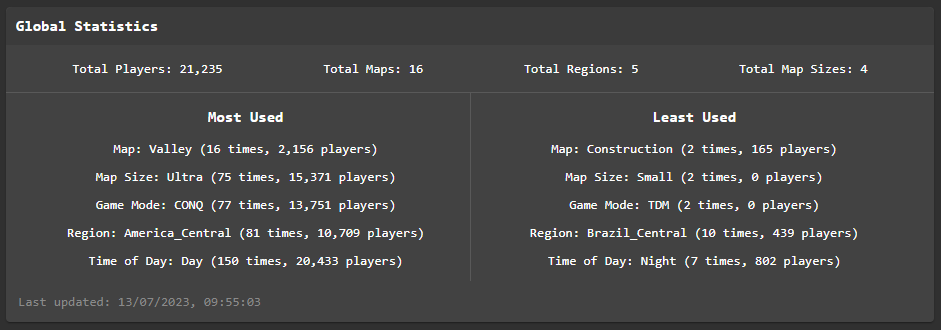 Global Statistics
Total Players: 21,235
Total Maps: 16
Total Regions: 5
Total Map Sizes: 4
Most Used
Map: Valley (16 times, 2,156 players)
Map Size: Ultra (75 times, 15,371 players)
Game Mode: CONQ (77 times, 13,751 players)
Region: America_Central (81 times, 10,709 players)
Time of Day: Day (150 times, 20,433 players)
Least Used
Map: Construction (2 times, 165 players)
Map Size: Small (2 times, 0 players)
Game Mode: TDM (2 times, 0 players)
Region: Brazil_Central (10 times, 439 players)
Time of Day: Night (7 times, 802 players)
Last updated: 13/07/2023, 09:55:03